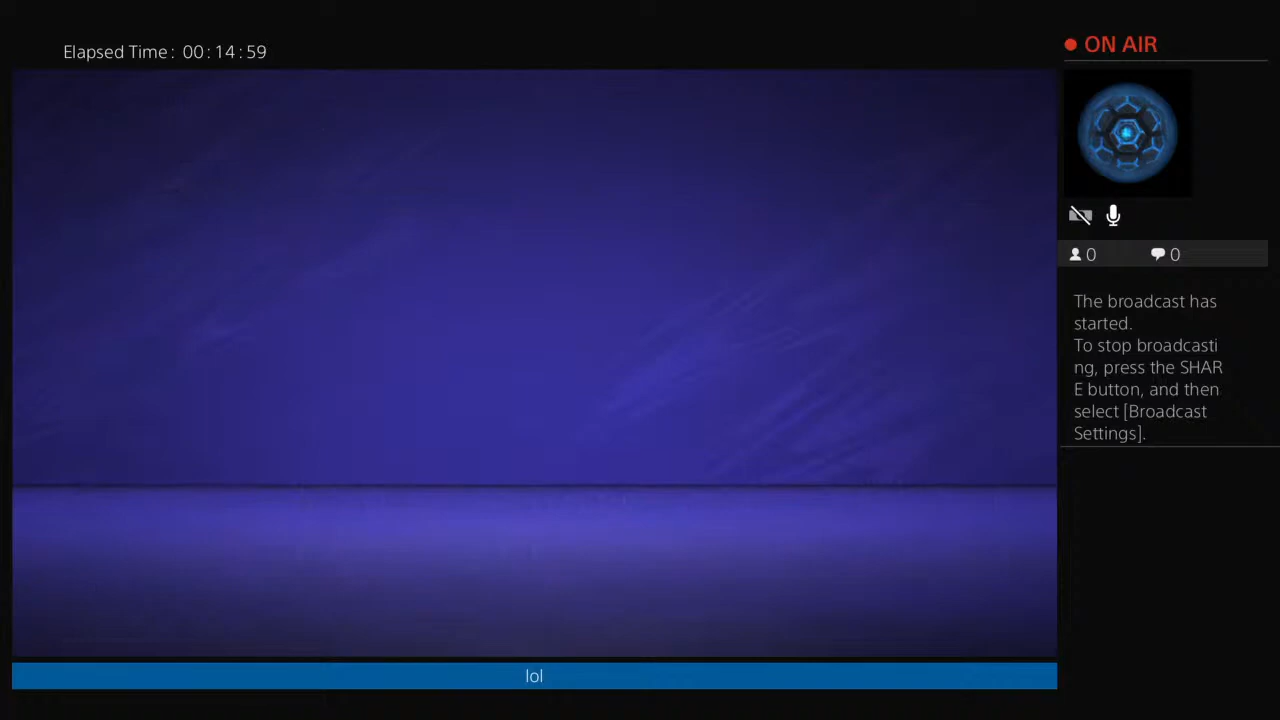 Elapsed Time: 00:14:59
ON AIR
0 0
The broadcast has
started.
To stop broadcasti
ng, press the SHAR
E button, and then
select [Broadcast
Settings].
lol